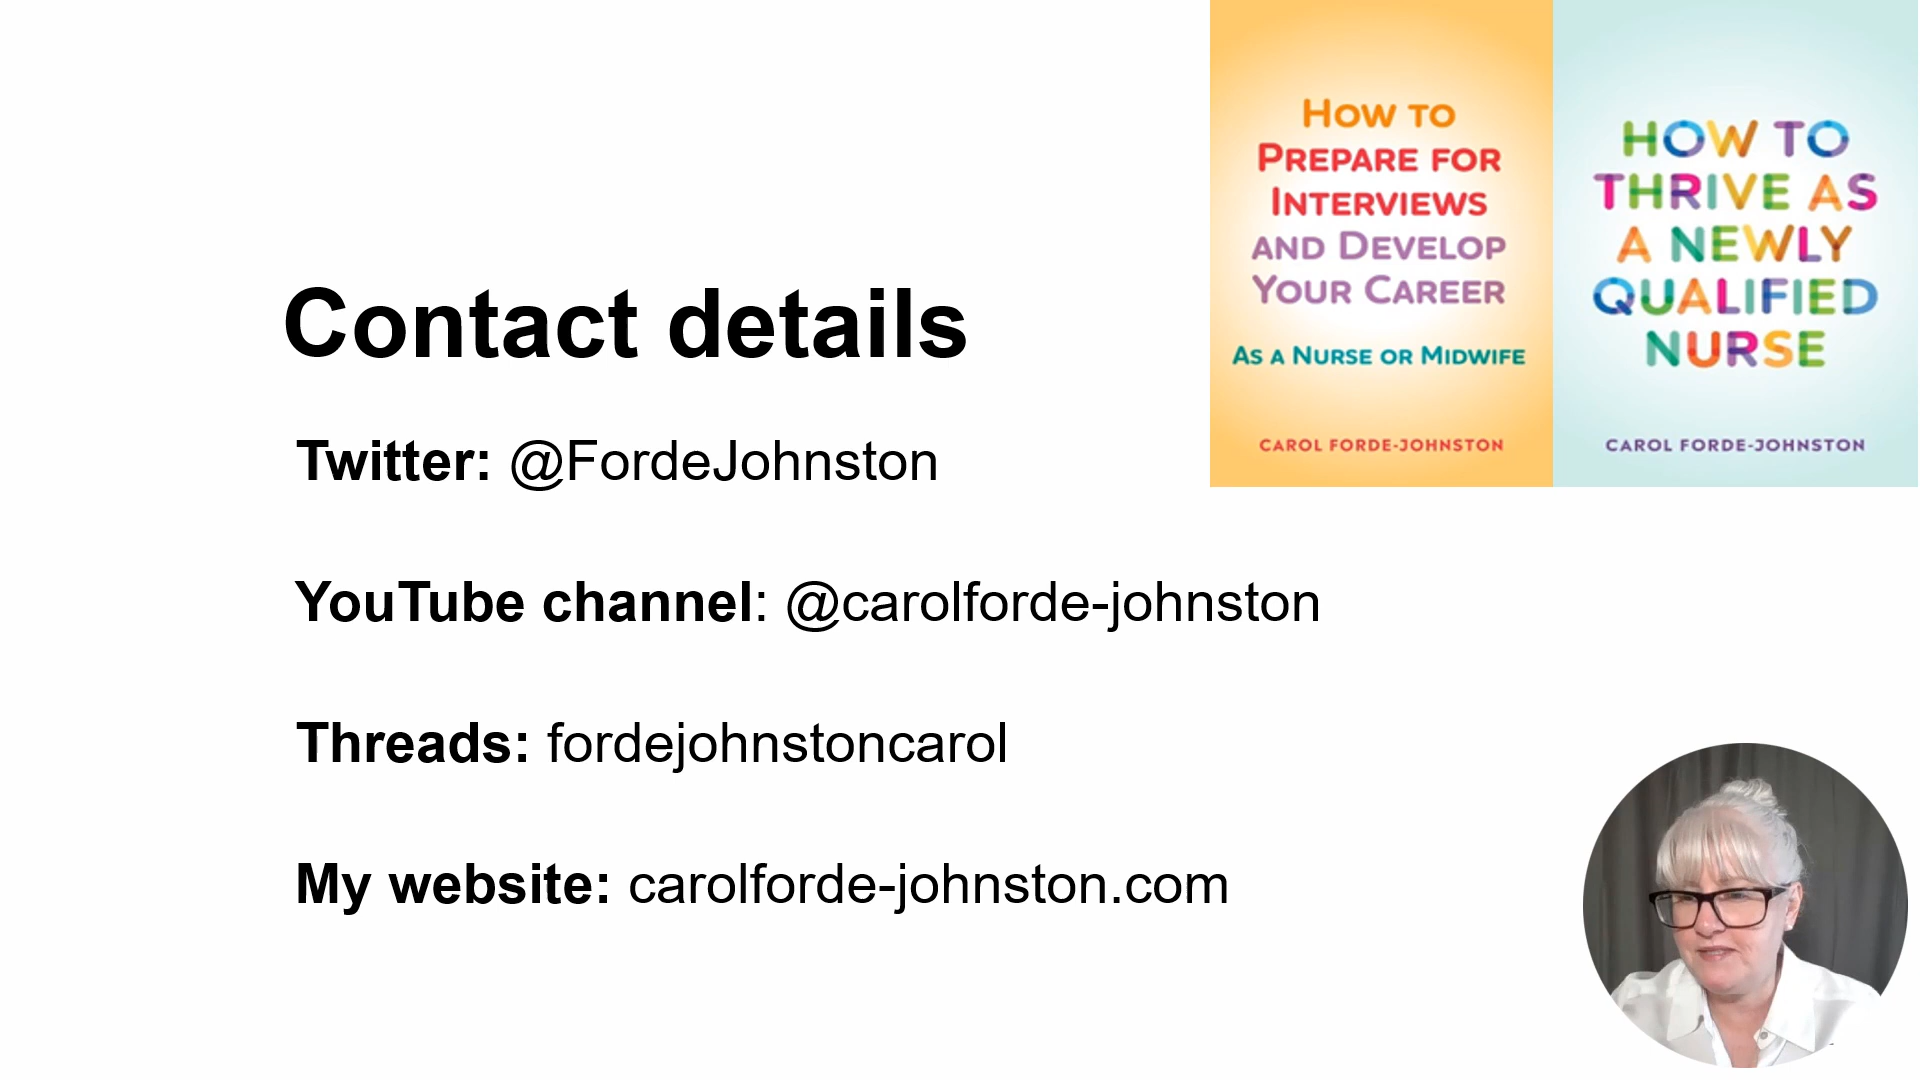 How to
Prepare for
Interviews
and Develop
Your Career
As a Nurse or Midwife
CAROL FORDE-JOHNSTON
HOW TO
THRIVE AS
A NEWLY
QUALIFIED
NURSE
CAROL FORDE-JOHNSTON
Contact details
Twitter: @FordeJohnston
YouTube channel: @carolforde-johnston
Threads: fordejohnstoncarol
My website: carolforde-johnston.com